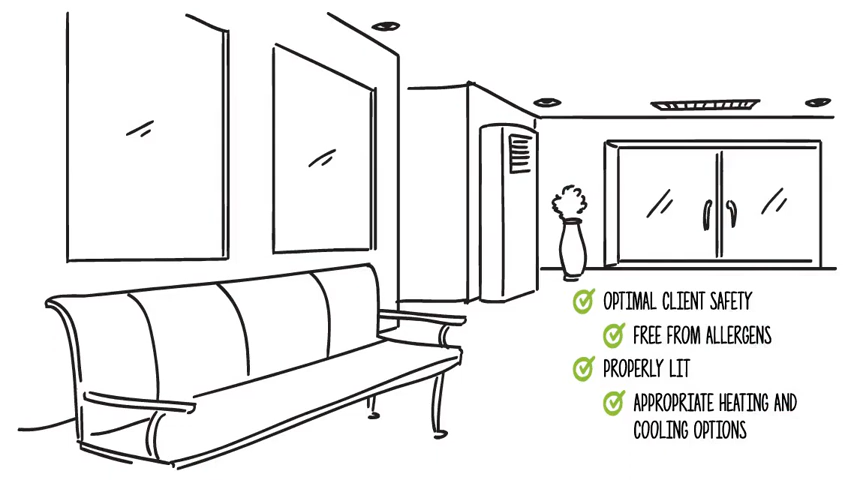 OPTIMAL CLIENT SAFETY
FREE FROM ALLERGENS
PROPERLY LIT
APPROPRIATE HEATING AND
COOLING OPTIONS